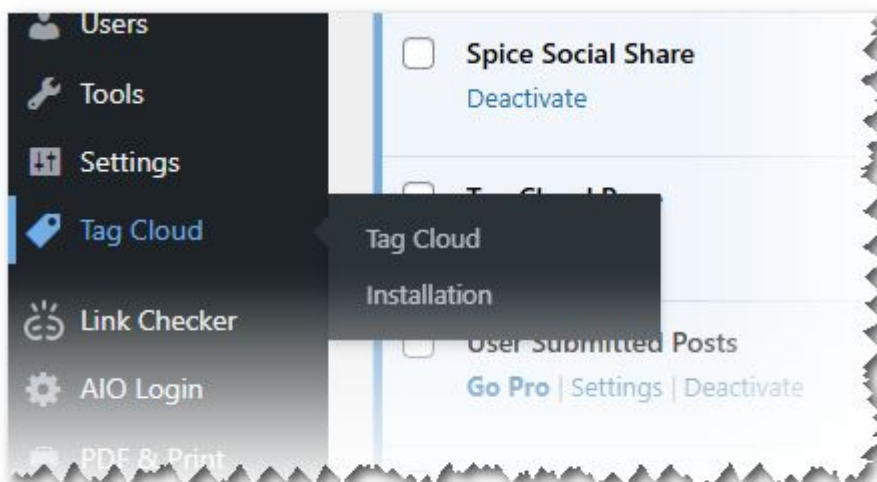 Users
Tools
Settings
Tag Cloud
Link Checker
AIO Login
PDF & Print
Tag Cloud
Installation
Spice Social Share
Deactivate
User Submitted Posts
Go Pro | Settings | Deactivate